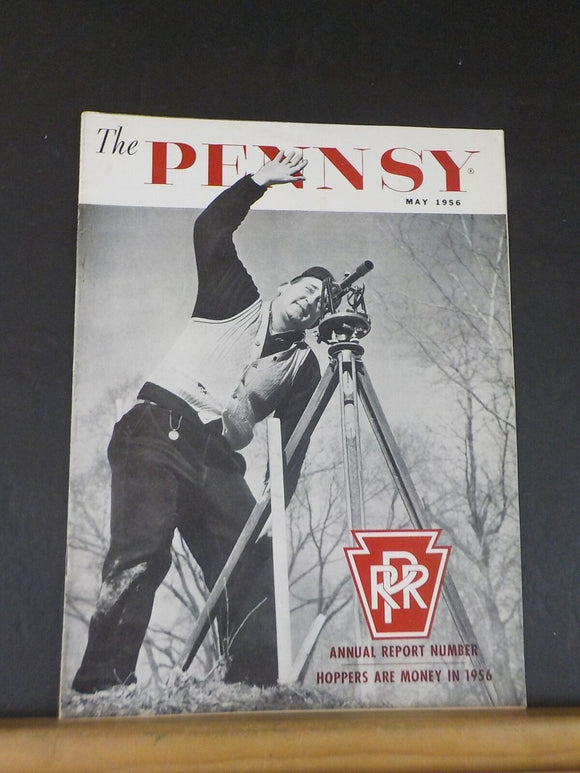 The PENNSY®
MAY 1956
PRR
ANNUAL REPORT NUMBER
HOPPERS ARE MONEY IN 1956